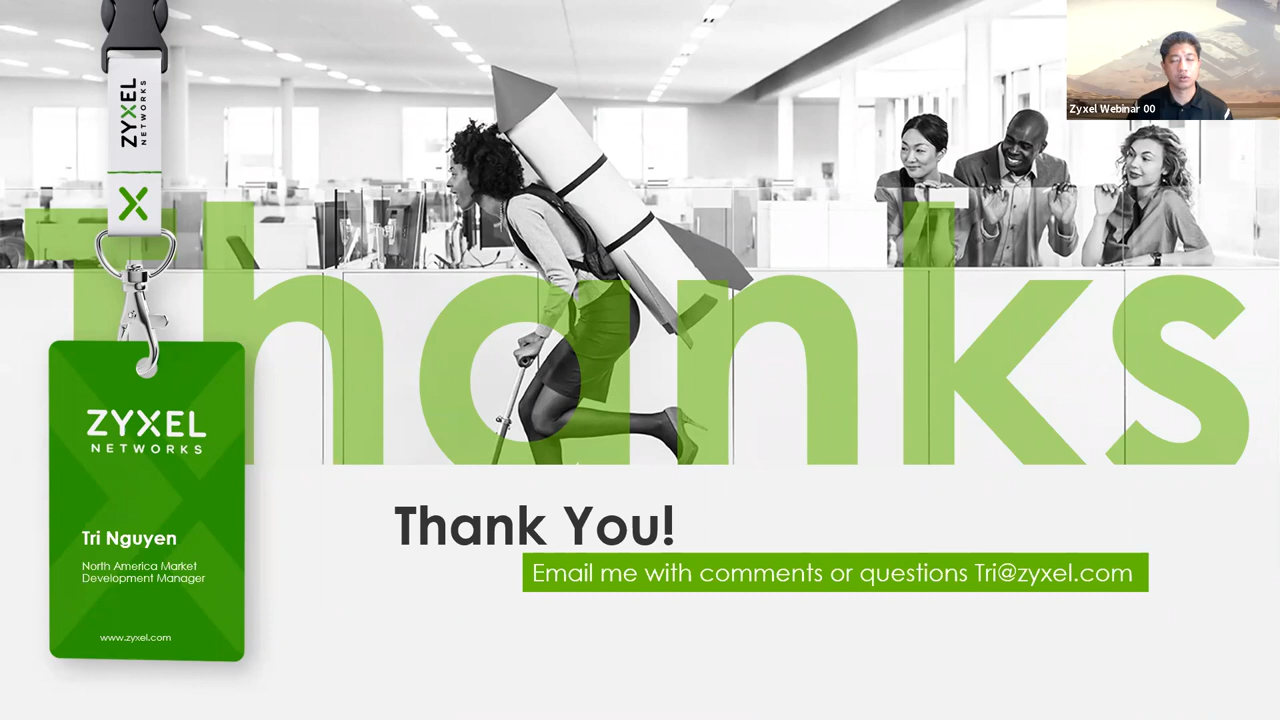 ZYXEL
NETWORKS
Zyxel Webinar 00
Thanks
ZYXEL
NETWORKS
Tri Nguyen
North America Market
Development Manager
www.zyxel.com
Thank You!
Email me with comments or questions Tri@zyxel.com